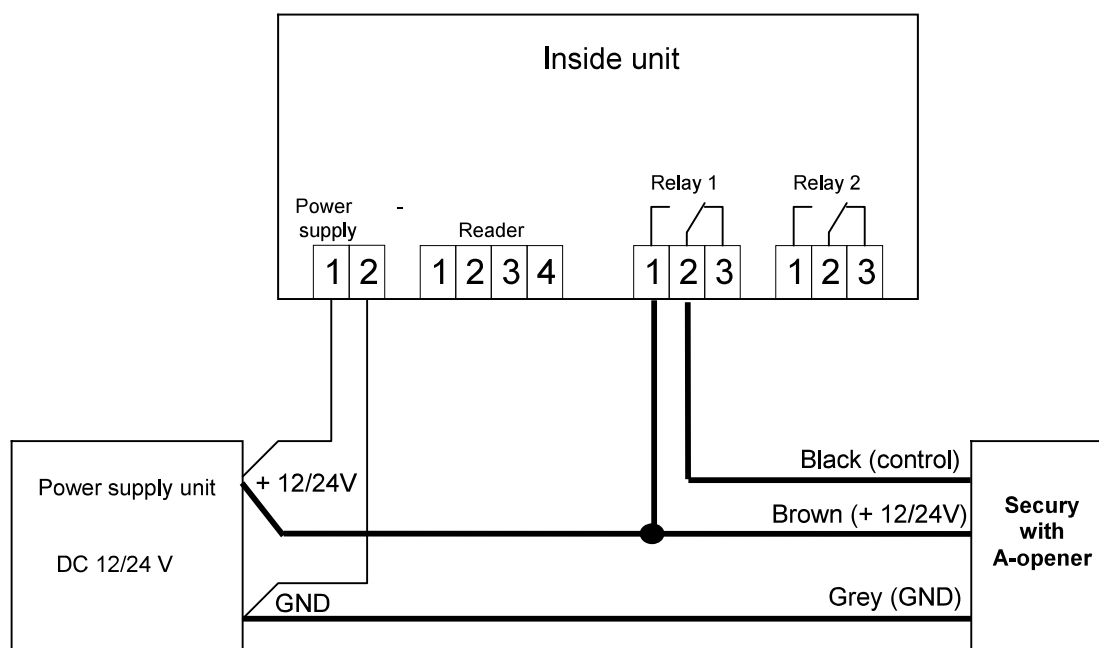 Inside unit
Relay 1
Relay 2
Power -
supply
Reader
1 2
1 2 3 4
1 2 3
1 2 3
+ 12/24V
Power supply unit
DC 12/24 V
GND
Black (control)
Brown (+ 12/24V)
Grey (GND)
Secury
with
A-opener